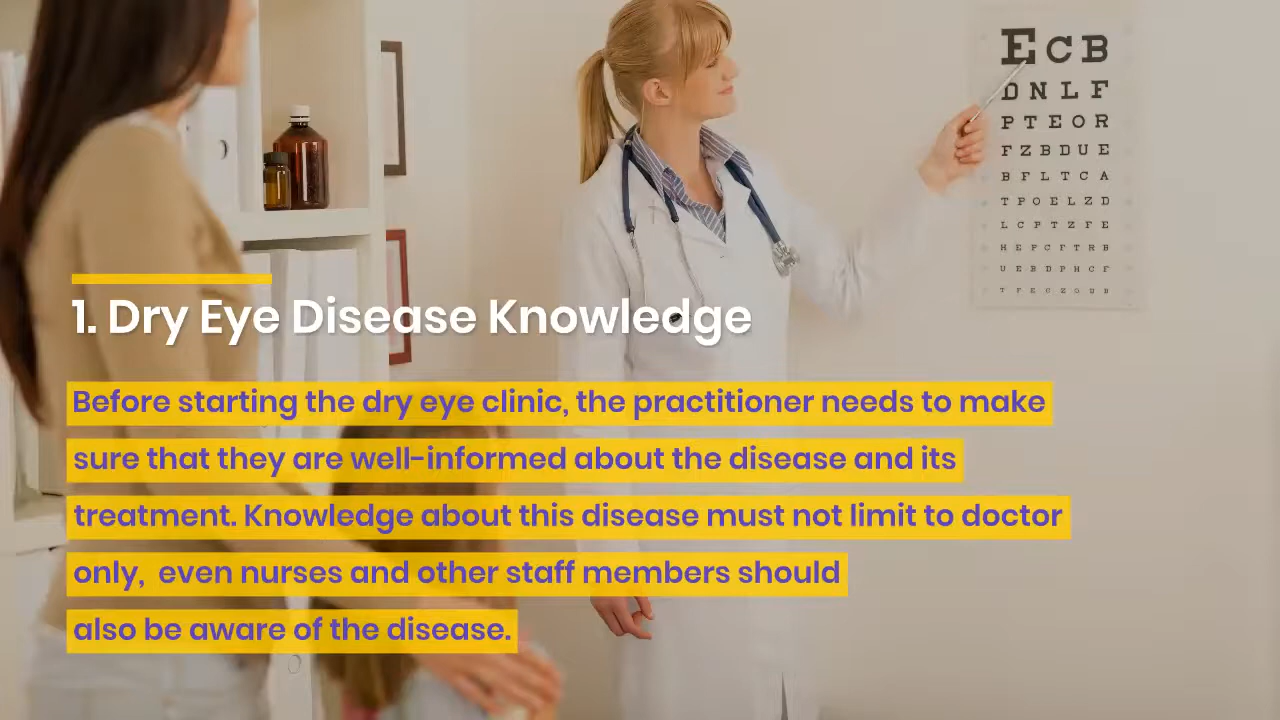 E C B
D N L F
P T E O R
F Z B D U E
B F L T C A
T P O E L Z D
L C P T Z F E
H E P C F T R B
U E B D P H C F
1. Dry Eye Disease Knowledge
Before starting the dry eye clinic, the practitioner needs to make
sure that they are well-informed about the disease and its
treatment. Knowledge about this disease must not limit to doctor
only,  even nurses and other staff members should
also be aware of the disease.